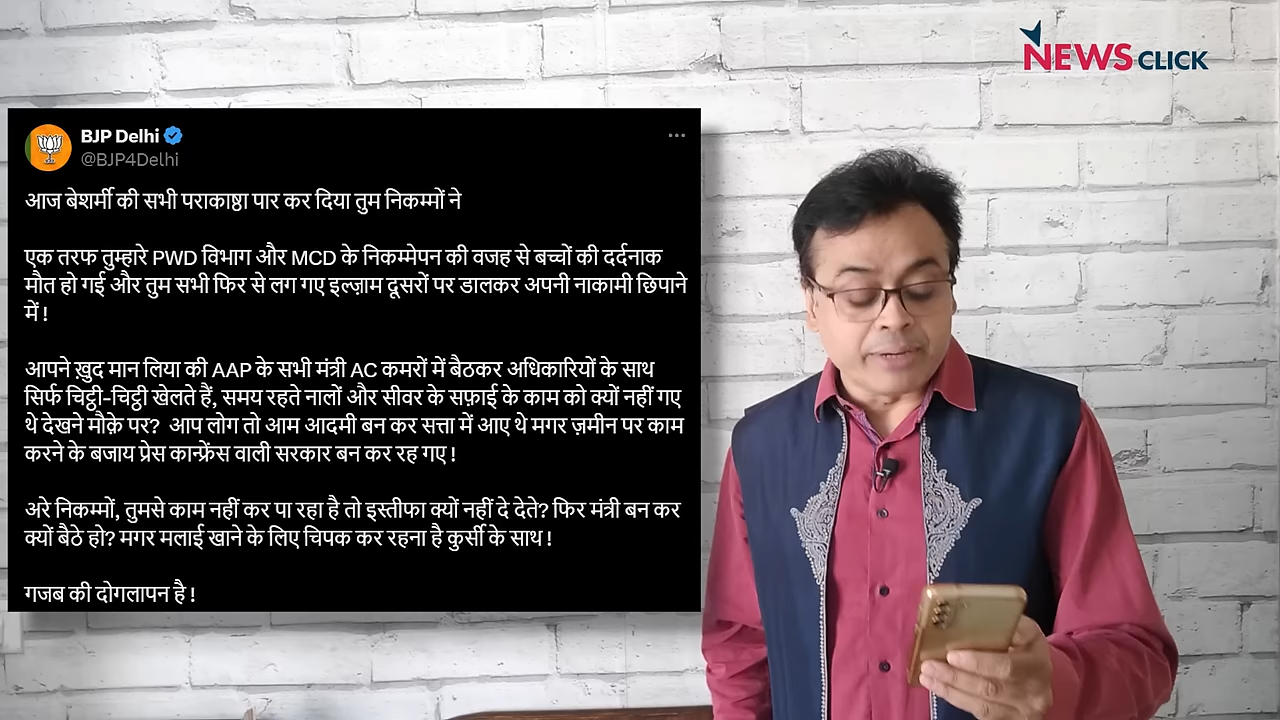 NEWSCLICK
BJP Delhi
@BJP4Delhi
आज बेशर्मी की सभी पराकाष्ठा पार कर दिया तुम निकम्मों ने
एक तरफ तुम्हारे PWD विभाग और MCD के निकम्मेपन की वजह से बच्चों की दर्दनाक
मौत हो गई और तुम सभी फिर से लग गए इल्ज़ाम दूसरों पर डालकर अपनी नाकामी छिपाने
में !
आपने ख़ुद मान लिया की AAP के सभी मंत्री AC कमरों में बैठकर अधिकारियों के साथ
सिर्फ चिट्ठी-चिट्ठी खेलते हैं, समय रहते नालों और सीवर के सफ़ाई के काम को क्यों नहीं गए
थे देखने मौक़े पर? आप लोग तो आम आदमी बन कर सत्ता में आए थे मगर ज़मीन पर काम
करने के बजाय प्रेस कान्फ्रेंस वाली सरकार बन कर रह गए !
अरे निकम्मों, तुमसे काम नहीं कर पा रहा है तो इस्तीफा क्यों नहीं दे देते? फिर मंत्री बन कर
क्यों बैठे हो? मगर मलाई खाने के लिए चिपक कर रहना है कुर्सी के साथ !
गजब की दोगलापन है !